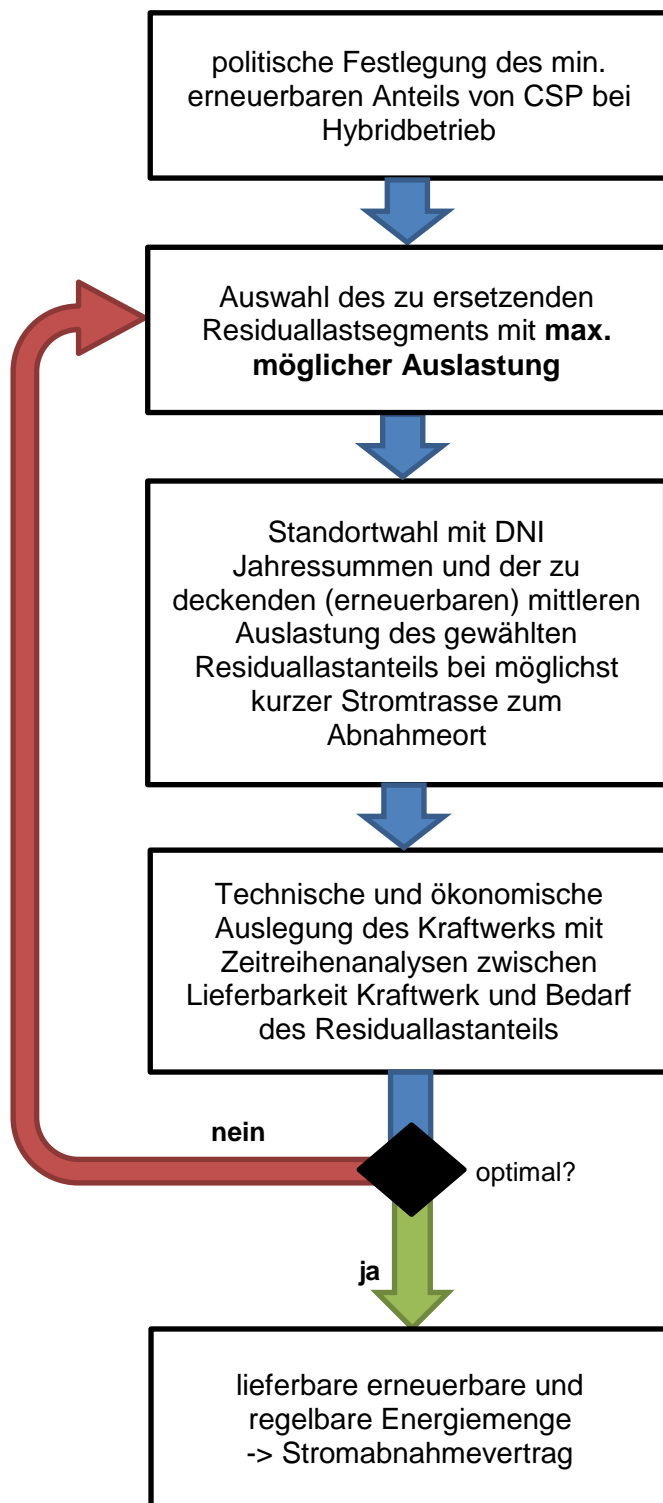 politische Festlegung des min.
erneuerbaren Anteils von CSP bei
Hybridbetrieb
Auswahl des zu ersetzenden
Residuallastsegments mit max.
möglicher Auslastung
Standortwahl mit DNI
Jahressummen und der zu
deckenden (erneuerbaren) mittleren
Auslastung des gewählten
Residuallastanteils bei möglichst
kurzer Stromtrasse zum
Abnahmeort
Technische und ökonomische
Auslegung des Kraftwerks mit
Zeitreihenanalysen zwischen
Lieferbarkeit Kraftwerk und Bedarf
des Residuallastanteils
nein
optimal?
ja
lieferbare erneuerbare und
regelbare Energiemenge
-> Stromabnahmevertrag